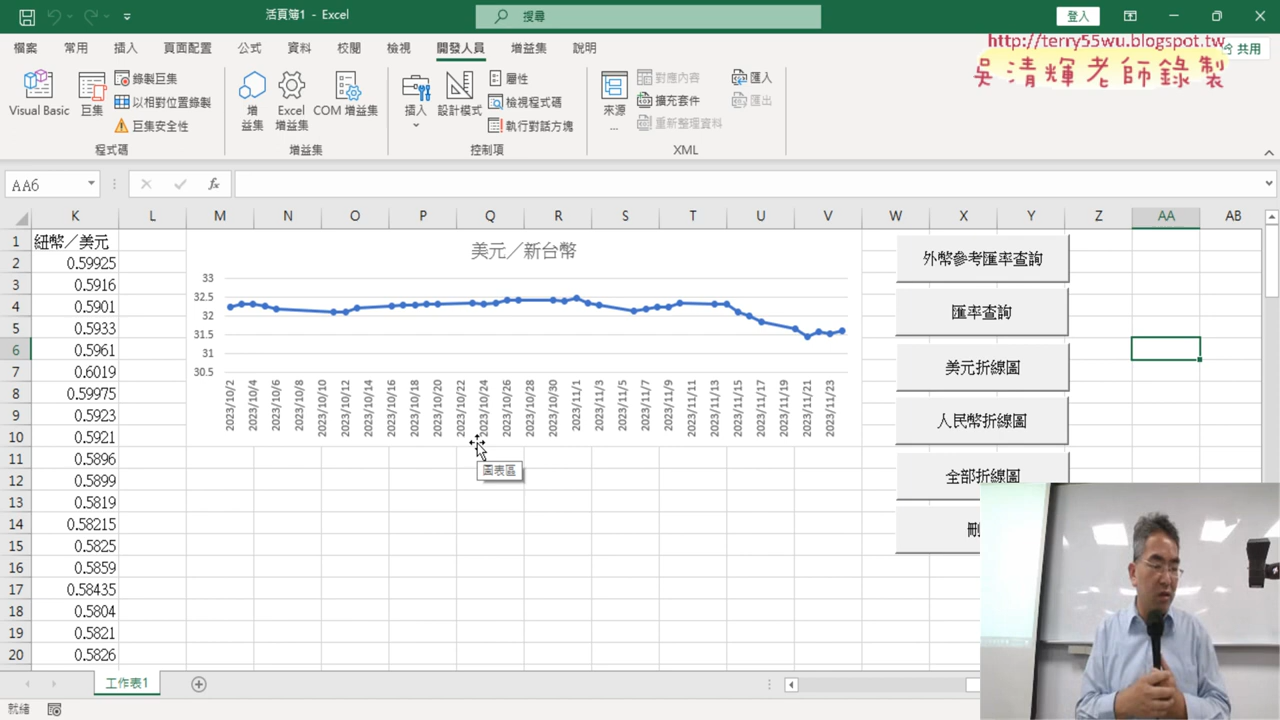 活頁簿1 - Excel
搜尋
登入
檔案 常用 插入 頁面配置 公式 資料 校閱 檢視 開發人員 增益集 說明
共用
http://terry55wu.blogspot.tw
吳清輝老師錄製
Visual Basic
巨集
錄製巨集
以相對位置錄製
巨集安全性
程式碼
增
益集
Excel
增益集
COM 增益集
增益集
插入
設計模式
屬性
檢視程式碼
執行對話方塊
控制項
來源
...
對應內容
擴充套件
重新整理資料
匯入
匯出
XML
AA6
fx
K L M N O P Q R S T U V W X Y Z AA AB
1 紐幣／美元
2 0.59925
3 0.5916
4 0.5901
5 0.5933
6 0.5961
7 0.6019
8 0.59975
9 0.5923
10 0.5921
11 0.5896
12 0.5899
13 0.5819
14 0.58215
15 0.5825
16 0.5859
17 0.58435
18 0.5804
19 0.5821
20 0.5826
美元／新台幣
33
32.5
32
31.5
31
30.5
2023/10/2
2023/10/4
2023/10/6
2023/10/8
2023/10/10
2023/10/12
2023/10/14
2023/10/16
2023/10/18
2023/10/20
2023/10/22
2023/10/24
2023/10/26
2023/10/28
2023/10/30
2023/11/1
2023/11/3
2023/11/5
2023/11/7
2023/11/9
2023/11/11
2023/11/13
2023/11/15
2023/11/17
2023/11/19
2023/11/21
2023/11/23
圖表區
外幣參考匯率查詢
匯率查詢
美元折線圖
人民幣折線圖
全部折線圖
工作表1
就緒